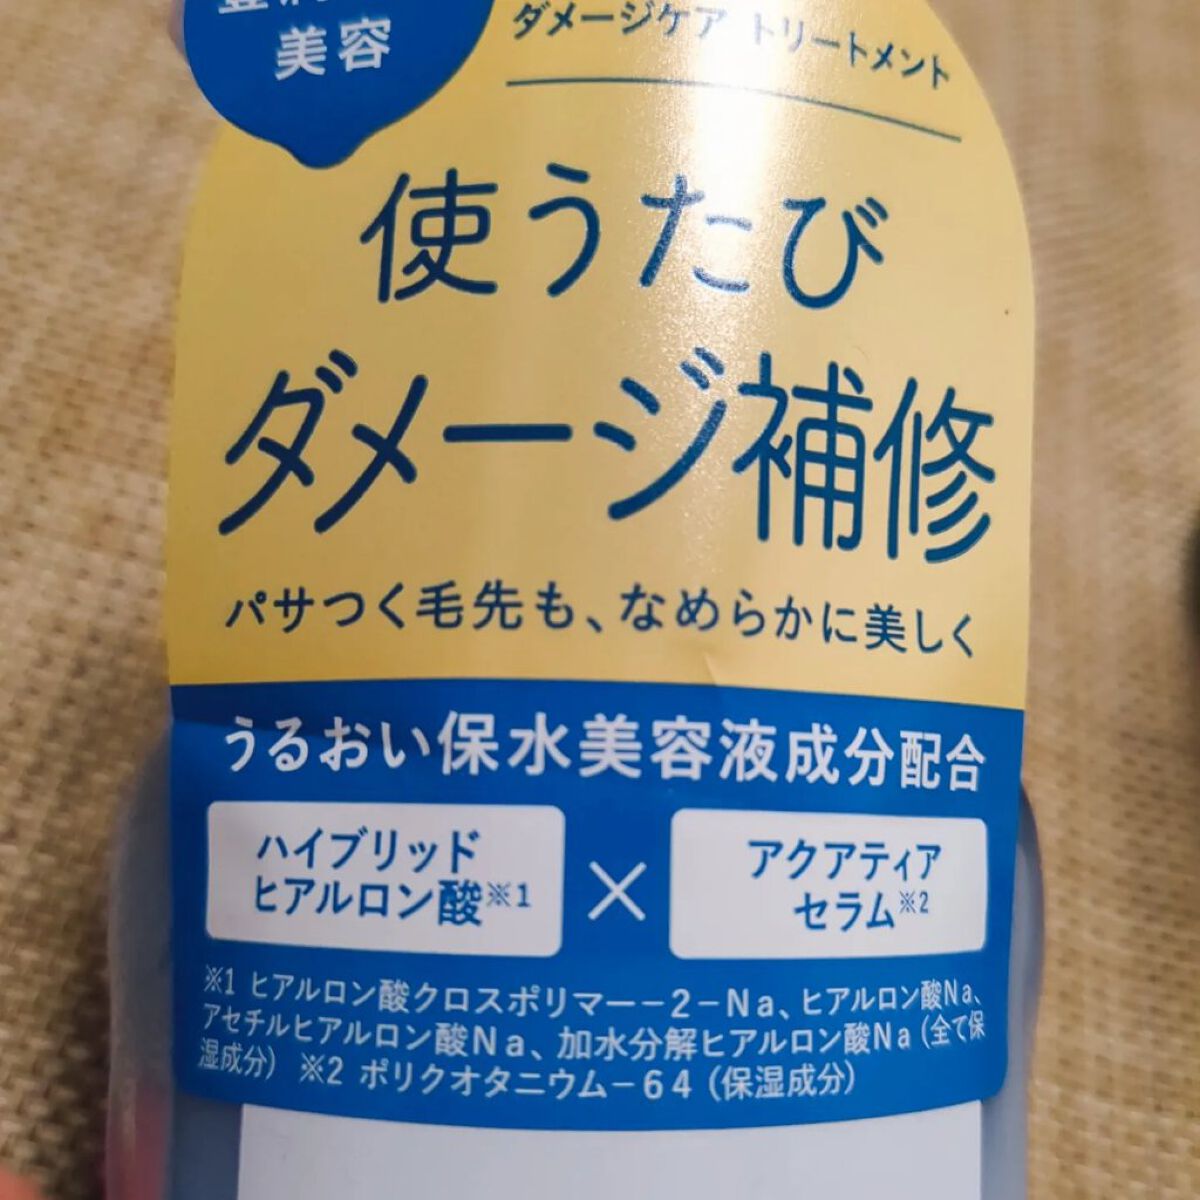 美容
ダメージケア トリートメント
使うたび
ダメージ補修
パサつく毛先も、なめらかに美しく
うるおい保水美容液成分配合
ハイブリッド
ヒアルロン酸※1
×
アクアティア
セラム※2
※1 ヒアルロン酸クロスポリマー－2－Na、ヒアルロン酸Na、
アセチルヒアルロン酸Na、加水分解ヒアルロン酸Na（全て保
湿成分） ※2 ポリクオタニウム－64（保湿成分）